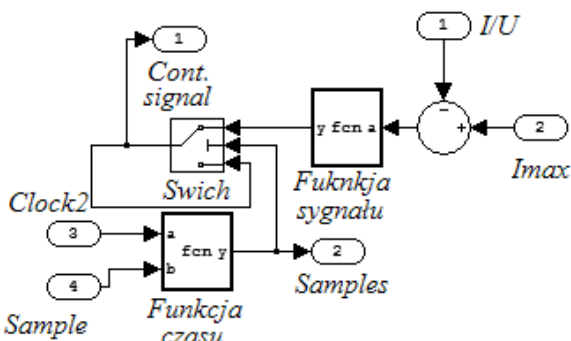 1
I/U
1
Cont.
signal
−
+
2
Imax
y fcn a
Swich
Fuknkja
sygnału
Clock2
3
a
fcn y
b
2
Samples
4
Sample
Funkcja
czasu